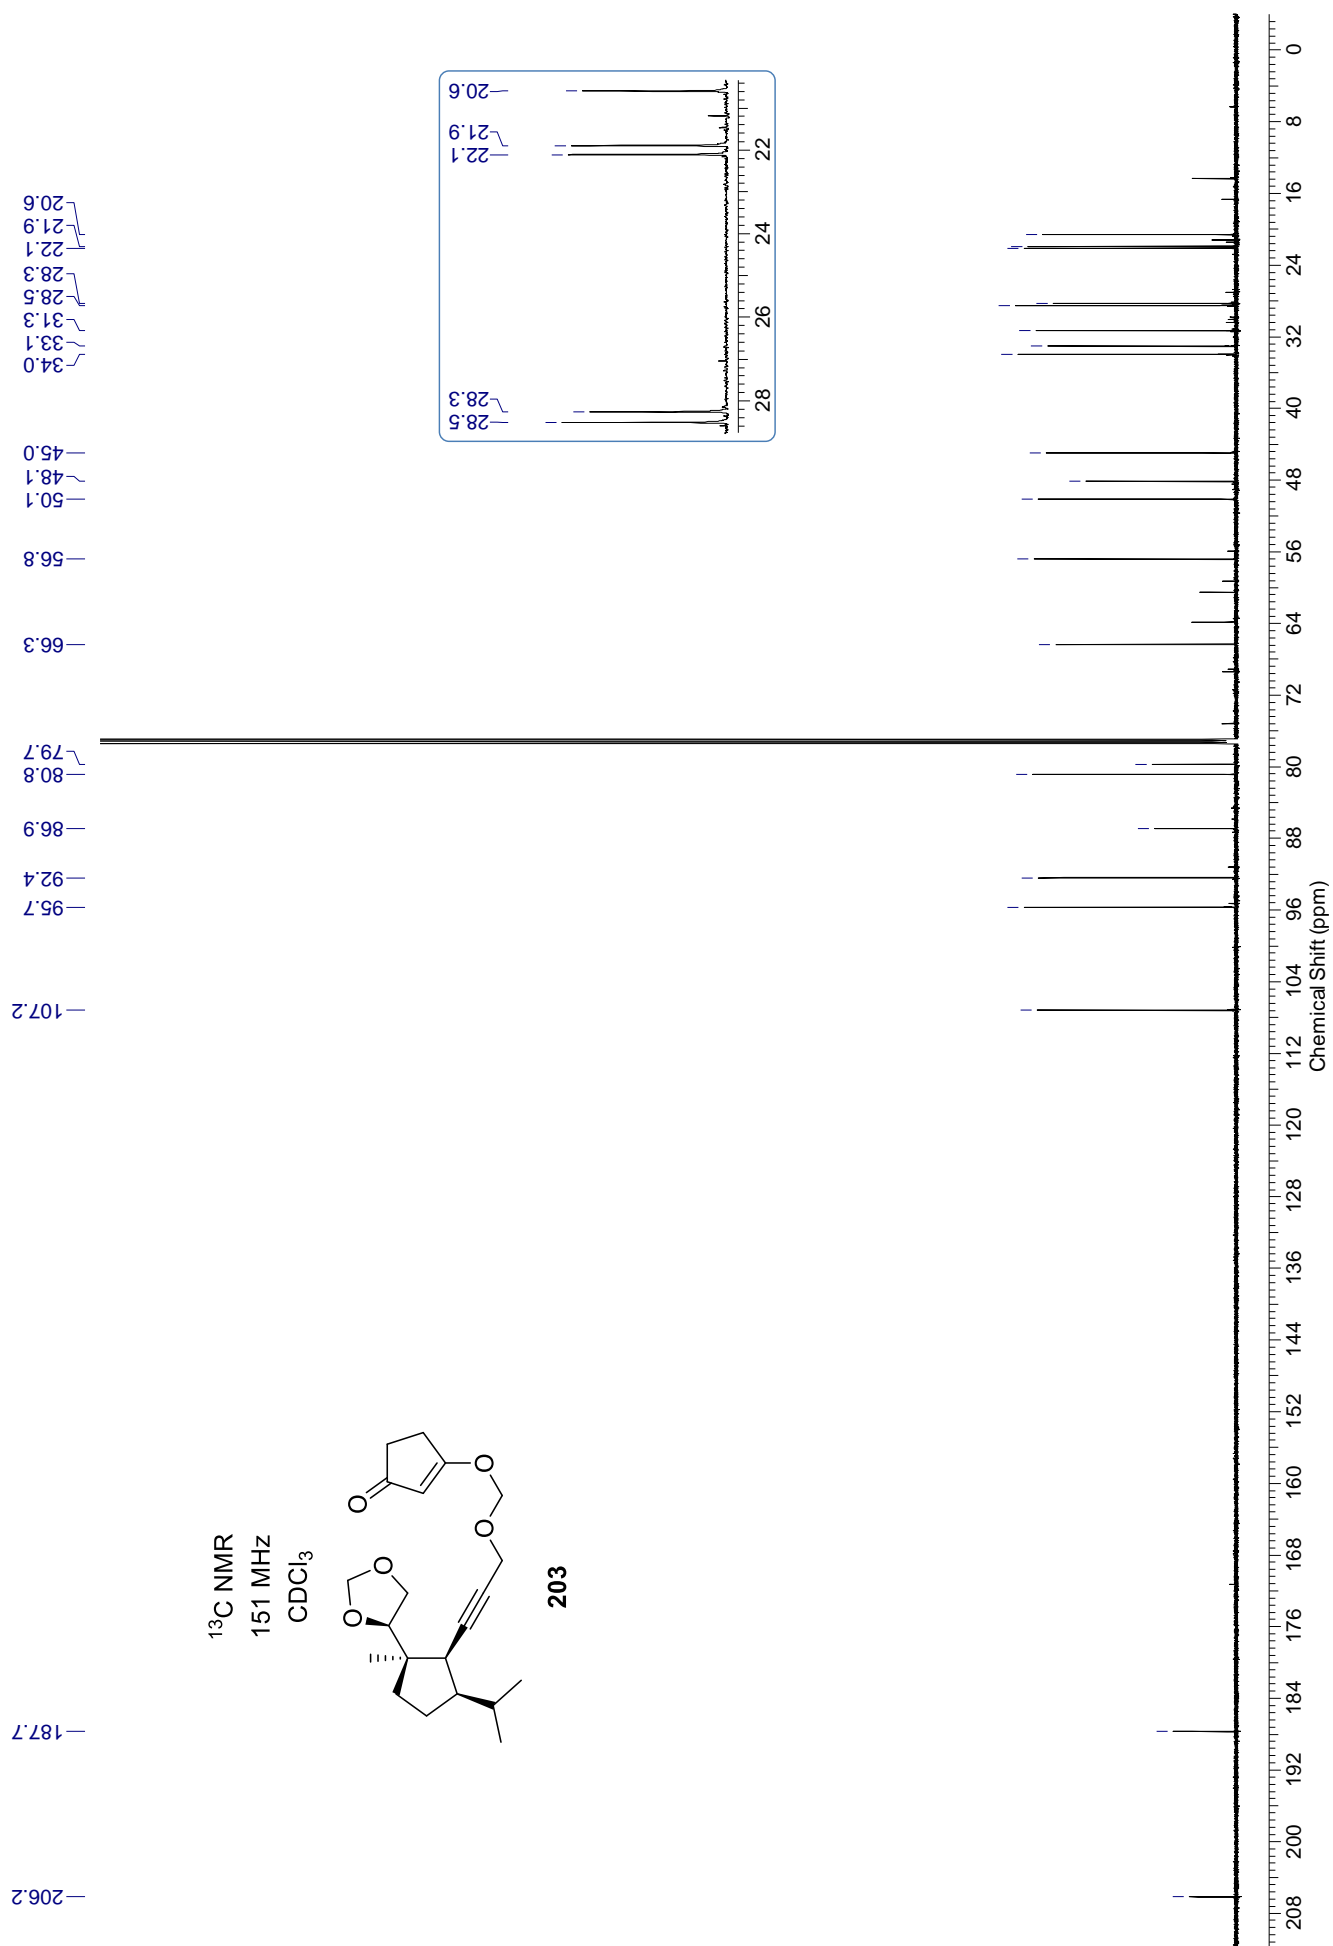 206.2
187.7
107.2
95.7
92.4
86.9
80.8
79.7
66.3
56.8
50.1
48.1
45.0
34.0
33.1
31.3
28.5
28.3
22.1
21.9
20.6
13C NMR
151 MHz
CDCl3
O
O
O
O
O
203
28.5
28.3
22.1
21.9
20.6
28 26 24 22
208 200 192 184 176 168 160 152 144 136 128 120 112 104 96 88 80 72 64 56 48 40 32 24 16 8 0
Chemical Shift (ppm)